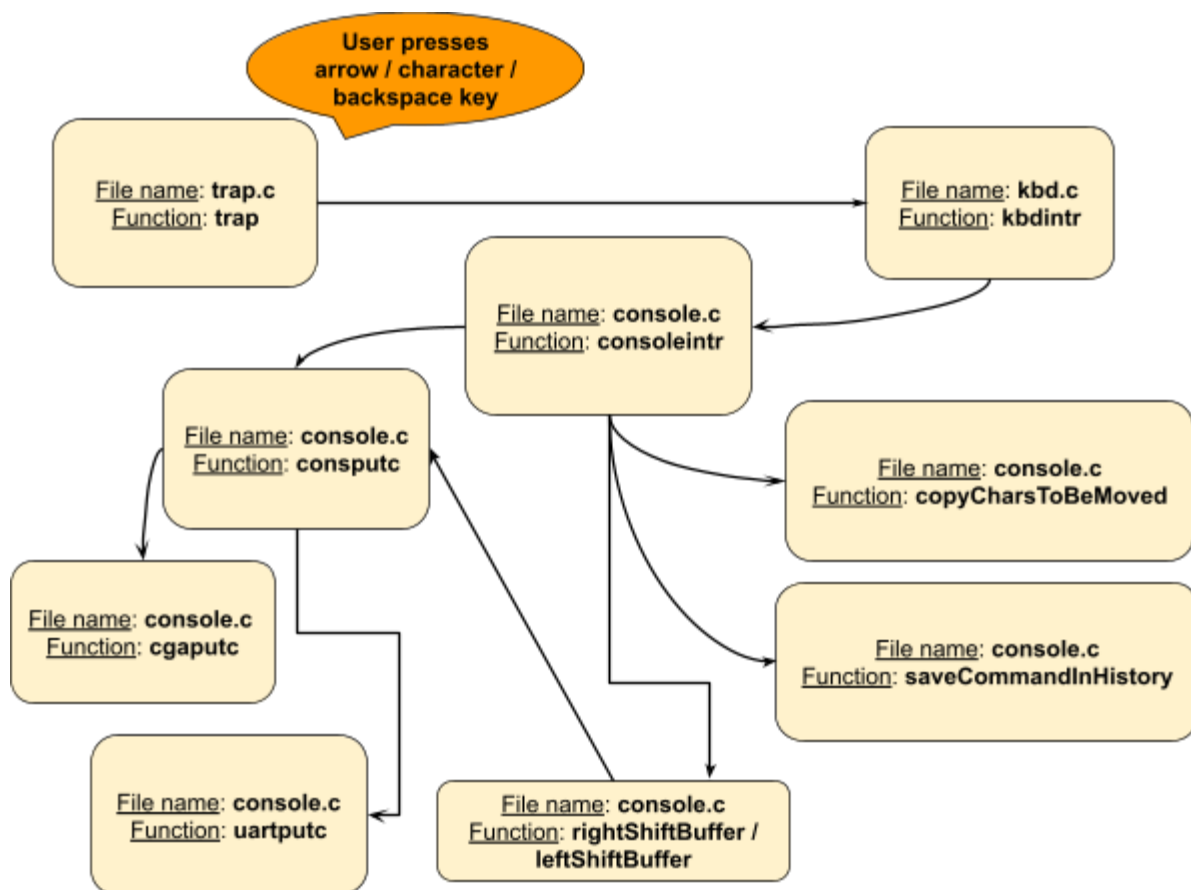 User presses
arrow / character /
backspace key
File name: trap.c
Function: trap
File name: kbd.c
Function: kbdintr
File name: console.c
Function: consoleintr
File name: console.c
Function: consputc
File name: console.c
Function: copyCharsToBeMoved
File name: console.c
Function: cgaputc
File name: console.c
Function: saveCommandInHistory
File name: console.c
Function: uartputc
File name: console.c
Function: rightShiftBuffer /
leftShiftBuffer